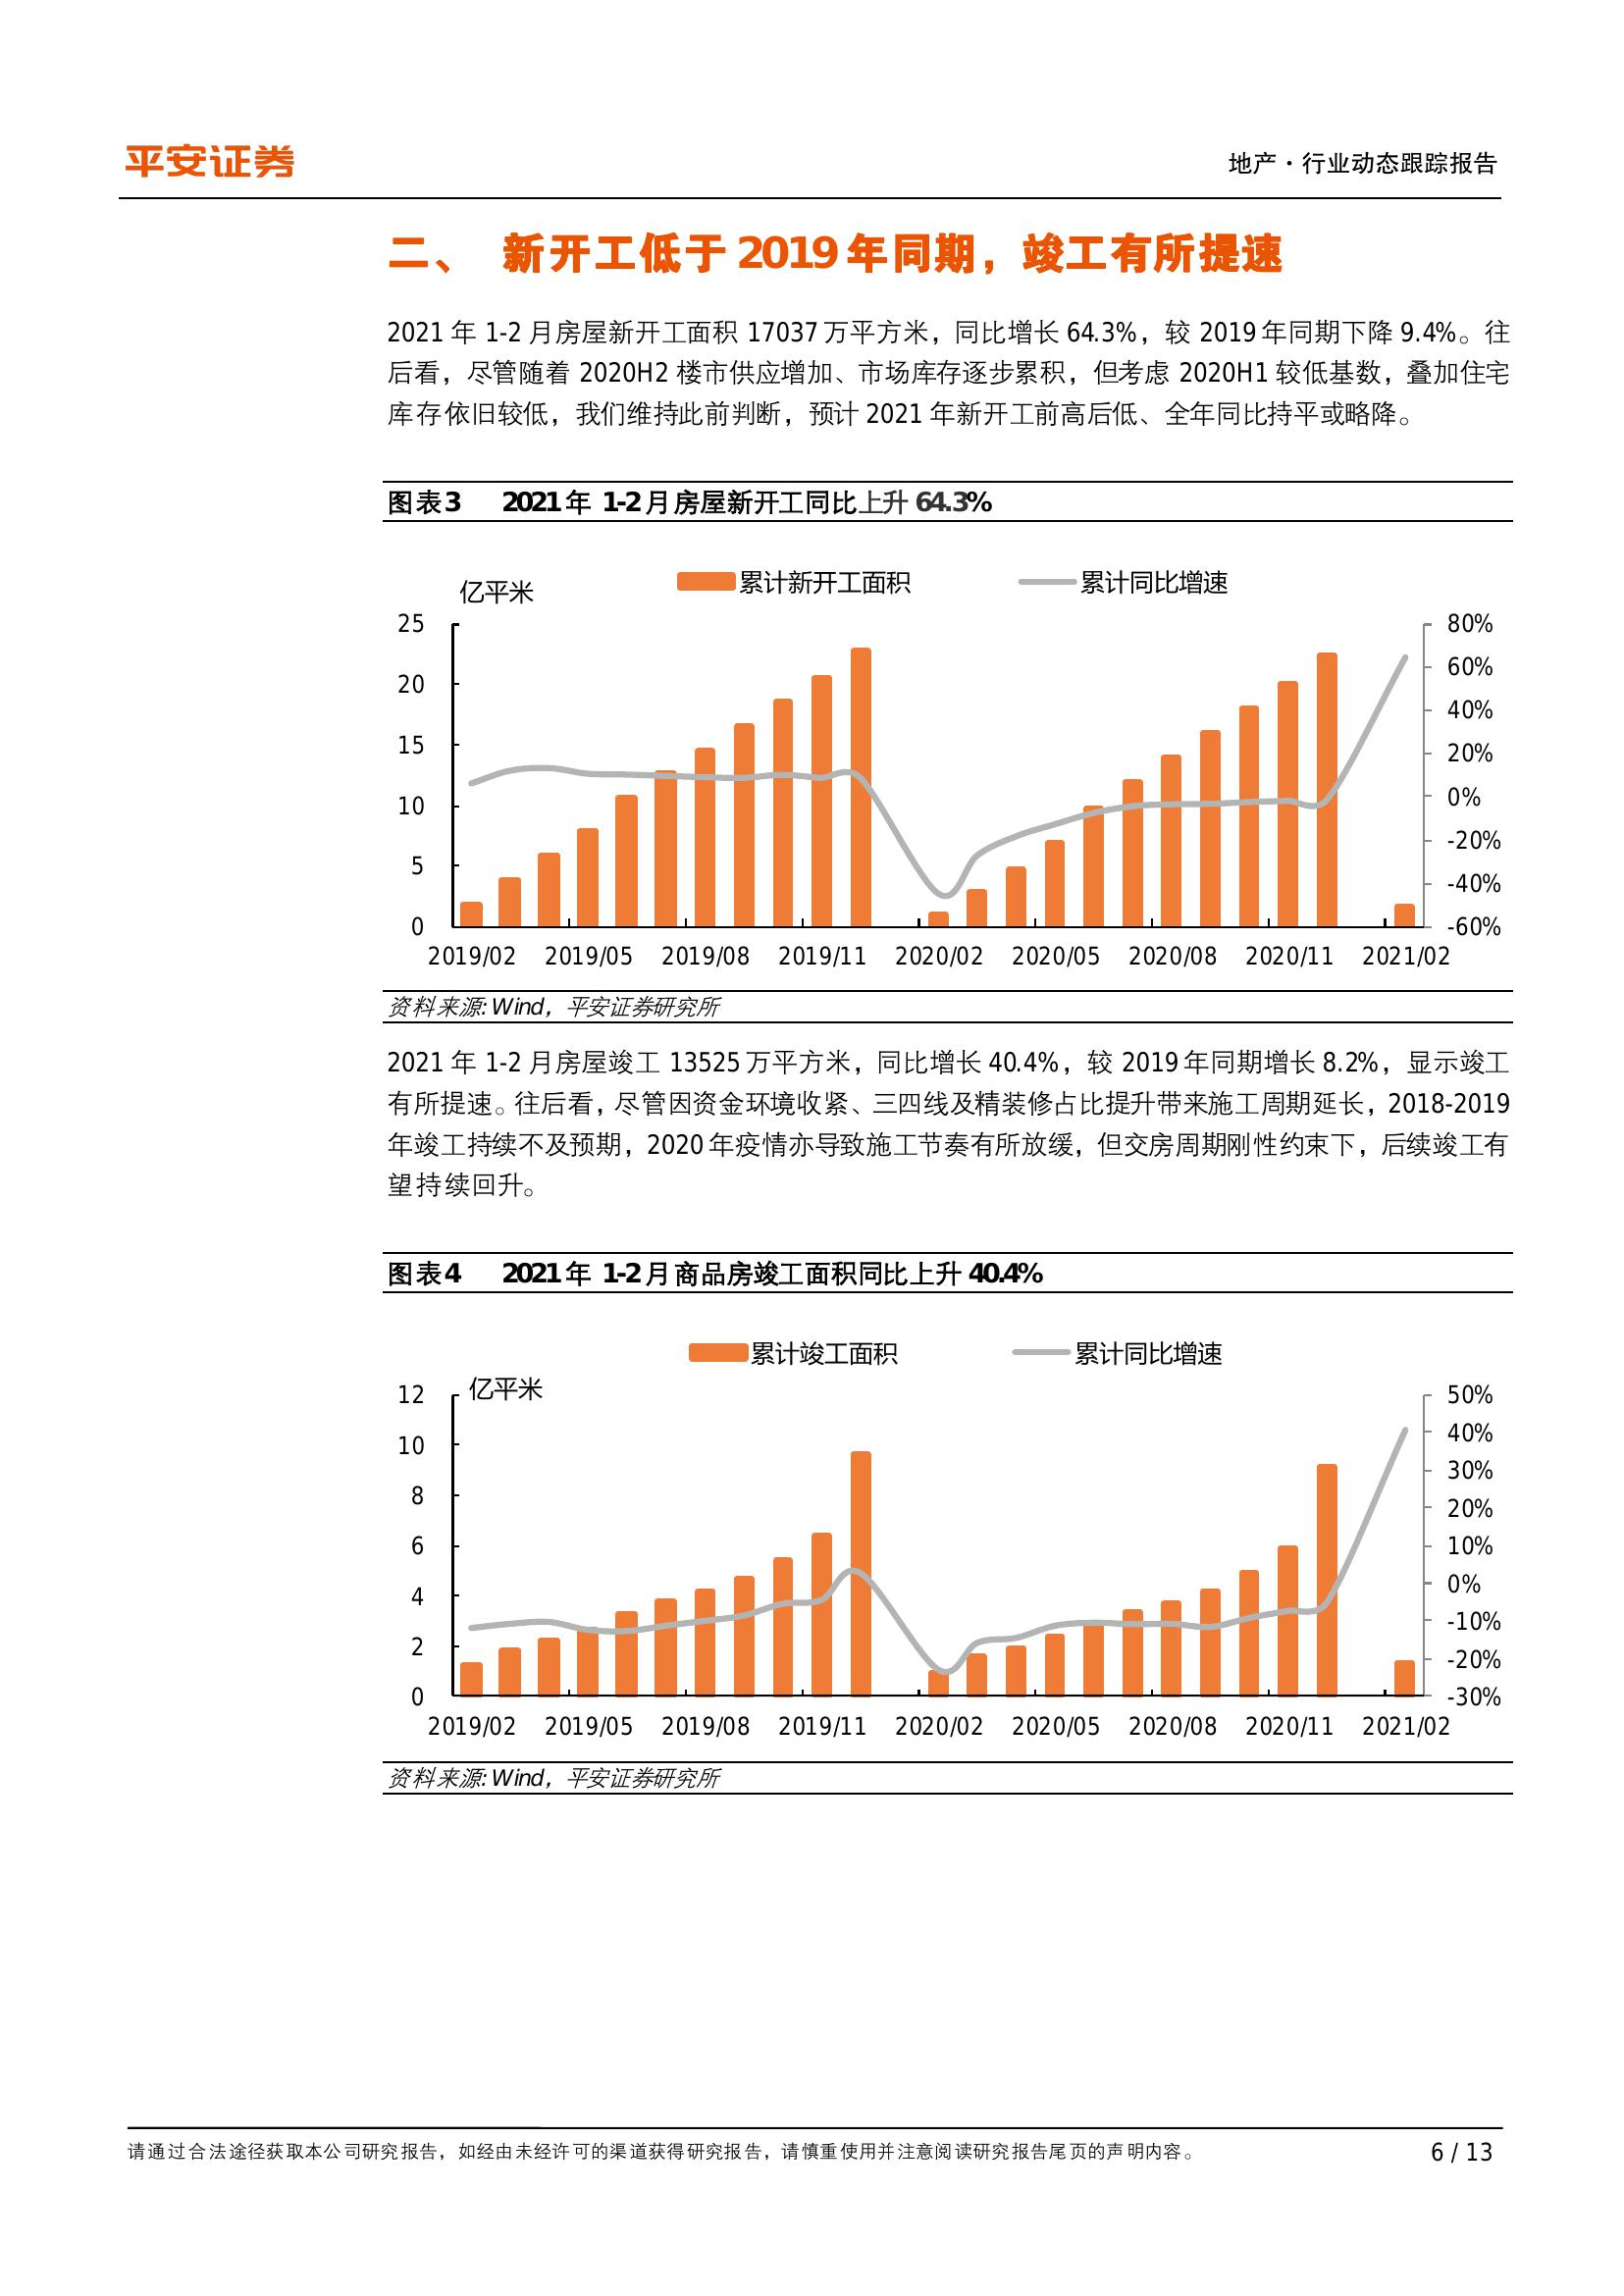 平安证券
地产·行业动态跟踪报告
二、 新开工低于 2019 年同期，竣工有所提速
2021 年 1-2 月房屋新开工面积 17037 万平方米，同比增长 64.3%，较 2019 年同期下降 9.4%。往
后看，尽管随着 2020H2 楼市供应增加、市场库存逐步累积，但考虑 2020H1 较低基数，叠加住宅
库存依旧较低，我们维持此前判断，预计 2021 年新开工前高后低、全年同比持平或略降。
图表3 2021 年 1-2 月房屋新开工同比上升 64.3%
亿平米 累计新开工面积 累计同比增速
25 80%
60%
20
40%
15 20%
10 0%
-20%
5
-40%
0 -60%
2019/02 2019/05 2019/08 2019/11 2020/02 2020/05 2020/08 2020/11 2021/02
资料来源: Wind，平安证券研究所
2021 年 1-2 月房屋竣工 13525 万平方米，同比增长 40.4%，较 2019 年同期增长 8.2%，显示竣工
有所提速。往后看，尽管因资金环境收紧、三四线及精装修占比提升带来施工周期延长，2018-2019
年竣工持续不及预期，2020 年疫情亦导致施工节奏有所放缓，但交房周期刚性约束下，后续竣工有
望持续回升。
图表4 2021 年 1-2 月商品房竣工面积同比上升 40.4%
累计竣工面积 累计同比增速
12 亿平米 50%
40%
10
30%
8
20%
6 10%
0%
4
-10%
2
-20%
0 -30%
2019/02 2019/05 2019/08 2019/11 2020/02 2020/05 2020/08 2020/11 2021/02
资料来源: Wind，平安证券研究所
请通过合法途径获取本公司研究报告，如经由未经许可的渠道获得研究报告，请慎重使用并注意阅读研究报告尾页的声明内容。 6 / 13